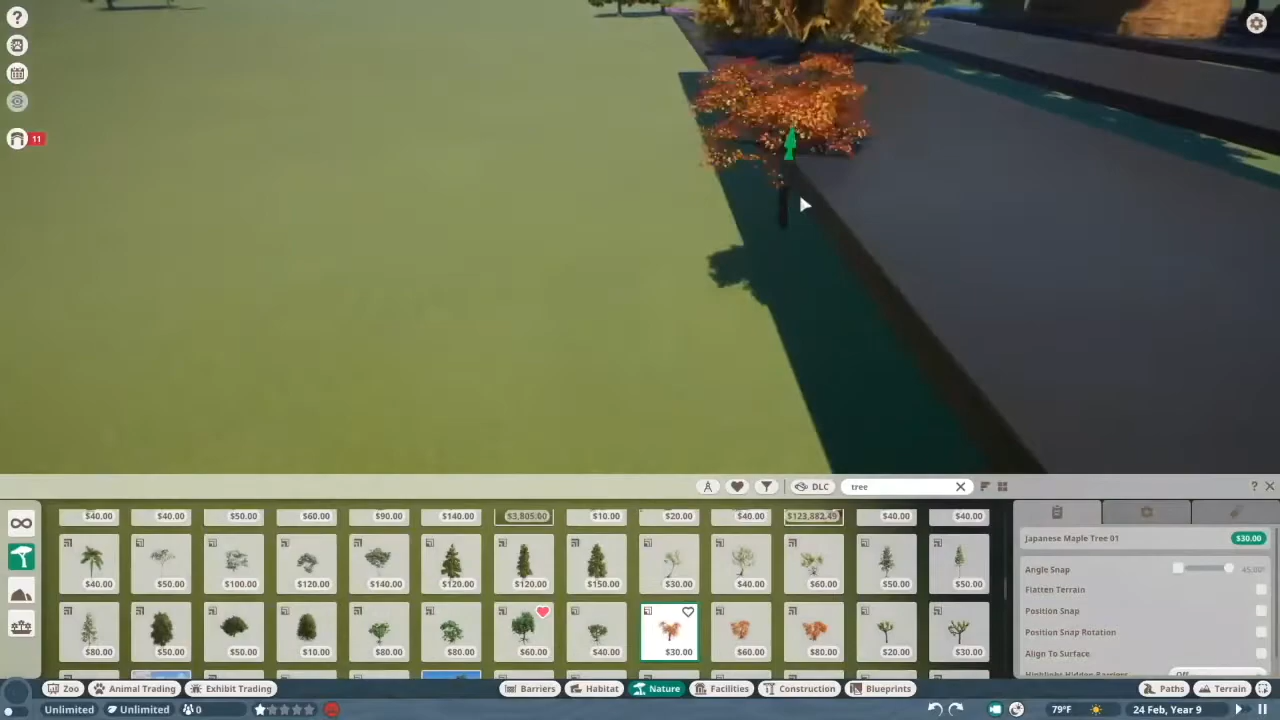 11
DLC tree
$40.00 $40.00 $50.00 $60.00 $90.00 $140.00 $3,805.60 $10.00 $20.00 $40.00 $123,882.49 $40.00 $40.00
Japanese Maple Tree 01 $30.00
Angle Snap 45.00
$40.00 $50.00 $100.00 $120.00 $140.00 $120.00 $120.00 $150.00 $30.00 $40.00 $60.00 $50.00 $50.00
Flatten Terrain
Position Snap
Position Snap Rotation
$80.00 $50.00 $50.00 $10.00 $80.00 $80.00 $60.00 $40.00 $30.00 $60.00 $80.00 $20.00 $30.00
Align To Surface
Highlight Hidden Barriers Off
Zoo Animal Trading Exhibit Trading Barriers Habitat Nature Facilities Construction Blueprints Paths Terrain
Unlimited Unlimited 0 79°F 24 Feb, Year 9